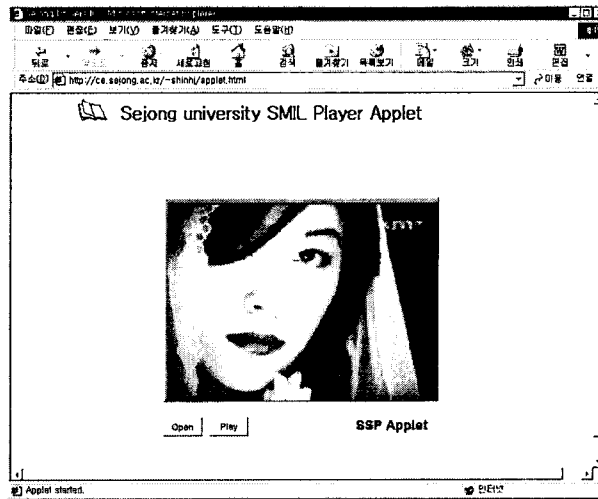 파일(F) 편집(E) 보기(V) 즐겨찾기(A) 도구(T) 도움말(H)
뒤로 중지 새로고침 홈 검색 즐겨찾기 목록보기 메일 크기 인쇄 편집
주소(D) http://ce.sejong.ac.kr/~shinhj/applet.html 이동 연결
Sejong university SMIL Player Applet
Open Play SSP Applet
Applet started. 인터넷